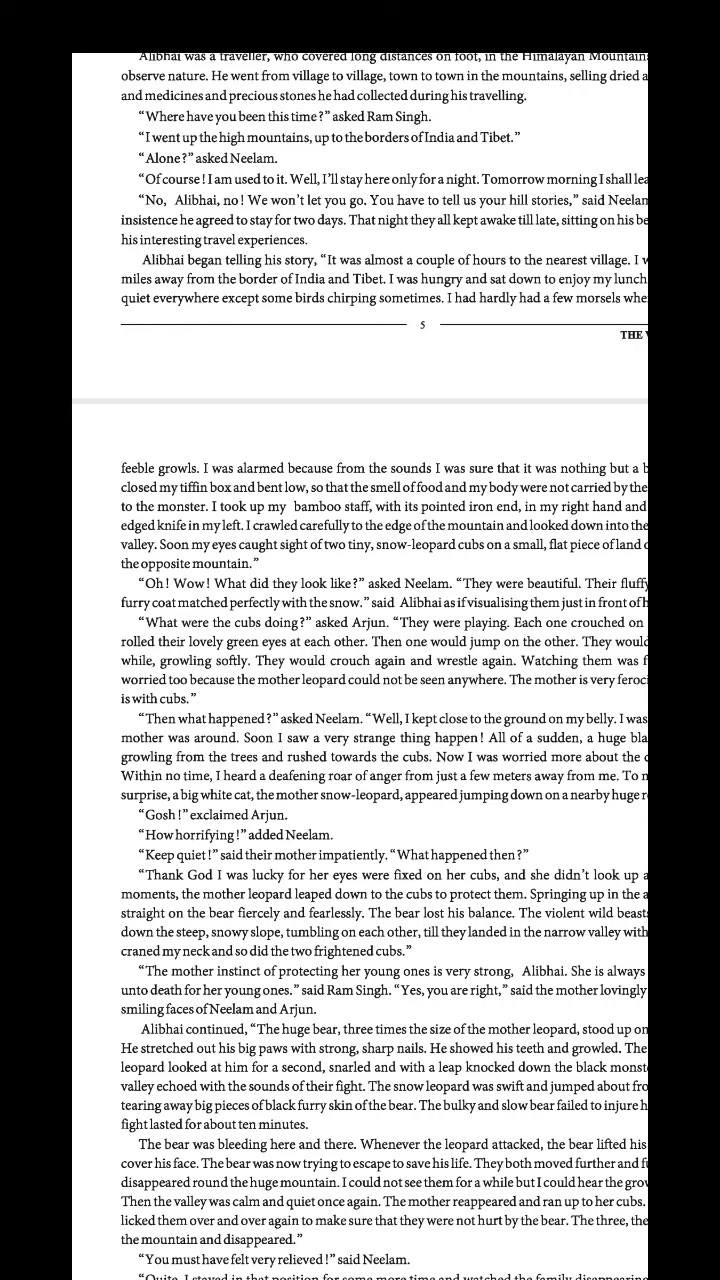 Alibhai was a traveller, who covered long distances on foot, in the Himalayan Mountain
observe nature. He went from village to village, town to town in the mountains, selling dried
and medicines and precious stones he had collected during his travelling.
“Where have you been this time?” asked Ram Singh.
“I went up the high mountains, up to the borders of India and Tibet.”
“Alone?” asked Neelam.
“Of course! I am used to it. Well, I’ll stay here only for a night. Tomorrow morning I shall lea
“No, Alibhai, no! We won’t let you go. You have to tell us your hill stories,” said Neelam
insistence he agreed to stay for two days. That night they all kept awake till late, sitting on his be
his interesting travel experiences.
Alibhai began telling his story, “It was almost a couple of hours to the nearest village. I
miles away from the border of India and Tibet. I was hungry and sat down to enjoy my lunch
quiet everywhere except some birds chirping sometimes. I had hardly had a few morsels whe
5
THE
feeble growls. I was alarmed because from the sounds I was sure that it was nothing but a
closed my tiffin box and bent low, so that the smell of food and my body were not carried by the
to the monster. I took up my bamboo staff, with its pointed iron end, in my right hand and
edged knife in my left. I crawled carefully to the edge of the mountain and looked down into the
valley. Soon my eyes caught sight of two tiny, snow-leopard cubs on a small, flat piece of land
the opposite mountain.”
“Oh! Wow! What did they look like?” asked Neelam. “They were beautiful. Their fluffy
furry coat matched perfectly with the snow.” said Alibhai as if visualising them just in front of
“What were the cubs doing?” asked Arjun. “They were playing. Each one crouched on
rolled their lovely green eyes at each other. Then one would jump on the other. They would
while, growling softly. They would crouch again and wrestle again. Watching them was
worried too because the mother leopard could not be seen anywhere. The mother is very feroci
is with cubs.”
“Then what happened?” asked Neelam. “Well, I kept close to the ground on my belly. I was
mother was around. Soon I saw a very strange thing happen! All of a sudden, a huge bla
growling from the trees and rushed towards the cubs. Now I was worried more about the
Within no time, I heard a deafening roar of anger from just a few meters away from me. To
surprise, a big white cat, the mother snow-leopard, appeared jumping down on a nearby huge
“Gosh!” exclaimed Arjun.
“How horrifying!” added Neelam.
“Keep quiet!” said their mother impatiently. “What happened then?”
“Thank God I was lucky for her eyes were fixed on her cubs, and she didn’t look up
moments, the mother leopard leaped down to the cubs to protect them. Springing up in the
straight on the bear fiercely and fearlessly. The bear lost his balance. The violent wild beast
down the steep, snowy slope, tumbling on each other, till they landed in the narrow valley with
craned my neck and so did the two frightened cubs.”
“The mother instinct of protecting her young ones is very strong, Alibhai. She is always
unto death for her young ones.” said Ram Singh. “Yes, you are right,” said the mother lovingly
smiling faces of Neelam and Arjun.
Alibhai continued, “The huge bear, three times the size of the mother leopard, stood up on
He stretched out his big paws with strong, sharp nails. He showed his teeth and growled. The
leopard looked at him for a second, snarled and with a leap knocked down the black monst
valley echoed with the sounds of their fight. The snow leopard was swift and jumped about fro
tearing away big pieces of black furry skin of the bear. The bulky and slow bear failed to injure
fight lasted for about ten minutes.
The bear was bleeding here and there. Whenever the leopard attacked, the bear lifted his
cover his face. The bear was now trying to escape to save his life. They both moved further and
disappeared round the huge mountain. I could not see them for a while but I could hear the gro
Then the valley was calm and quiet once again. The mother reappeared and ran up to her cubs.
licked them over and over again to make sure that they were not hurt by the bear. The three, the
the mountain and disappeared.”
“You must have felt very relieved!” said Neelam.
“Quite. I stayed in that position for some more time and watched the family disappearing